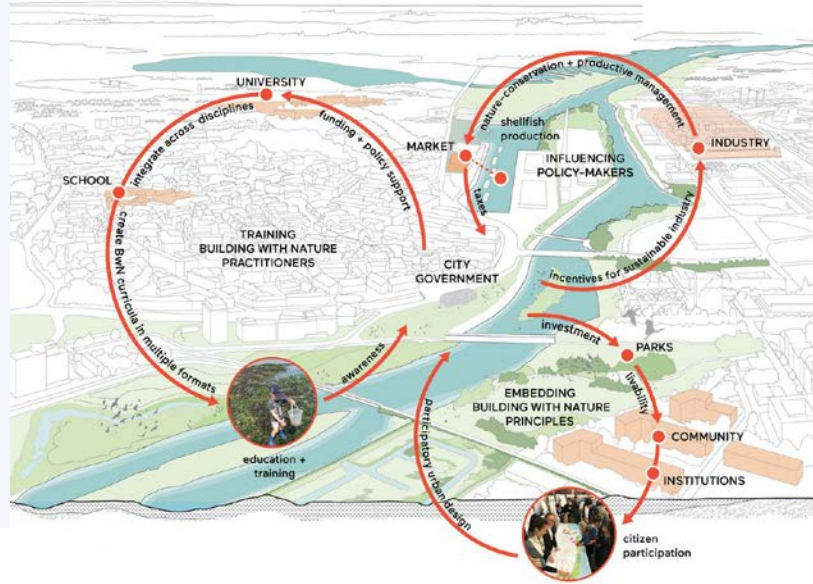 UNIVERSITY
integrate across disciplines
funding + policy support
SCHOOL
TRAINING
BUILDING WITH NATURE
PRACTITIONERS
create BwN curricula in multiple formats
education +
training
awareness
CITY
GOVERNMENT
nature-conservation + productive management
shellfish
production
MARKET
taxes
INFLUENCING
POLICY-MAKERS
INDUSTRY
incentives for sustainable industry
investment
PARKS
livability
EMBEDDING
BUILDING WITH NATURE
PRINCIPLES
COMMUNITY
INSTITUTIONS
citizen
participation
participatory urban design